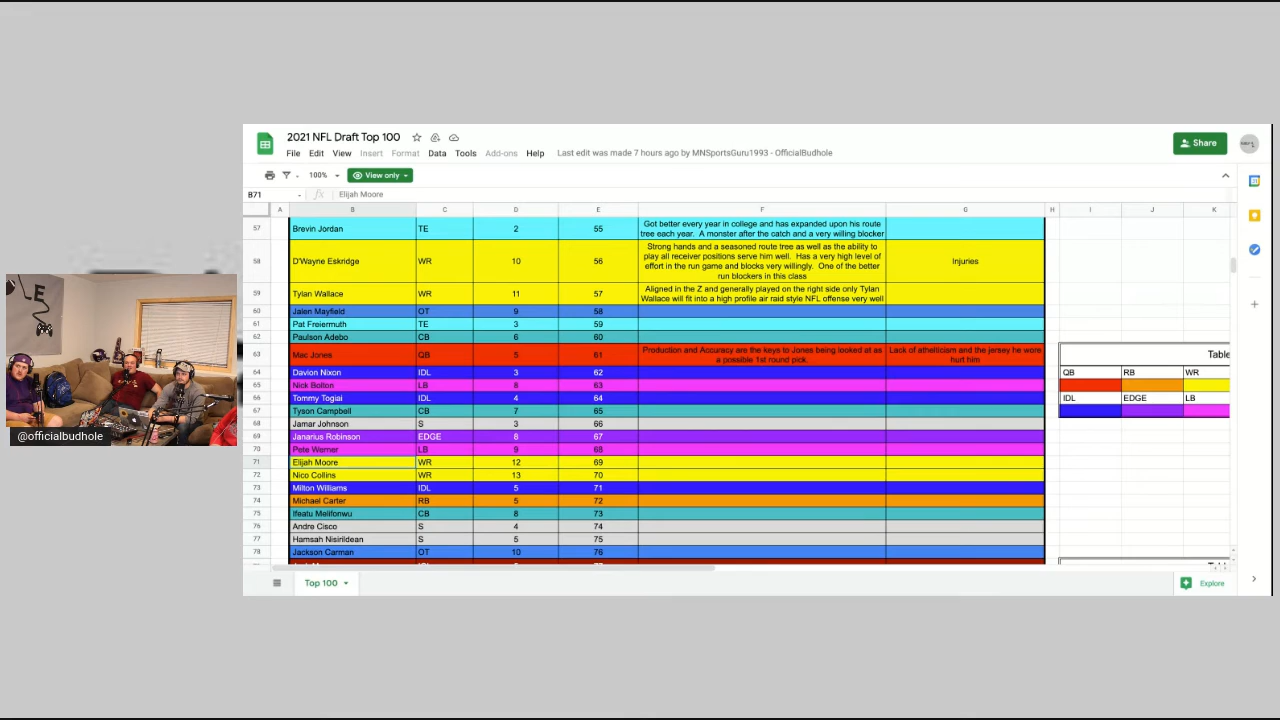 2021 NFL Draft Top 100
Share
File Edit View Insert Format Data Tools Add-ons Help Last edit was made 7 hours ago by MNSportsGuru1993 - OfficialBudhole
100% View only
B71 fx Elijah Moore
A B C D E F G H I J K
57 Brevin Jordan TE 2 55 Got better every year in college and has expanded upon his route
tree each year. A monster after the catch and a very willing blocker
58 D'Wayne Eskridge WR 10 56 Strong hands and a seasoned route tree as well as the ability to
play all receiver positions serve him well. Has a very high level of
effort in the run game and blocks very willingly. One of the better
run blockers in this class
Injuries
59 Tylan Wallace WR 11 57 Aligned in the Z and generally played on the right side only Tylan
Wallace will fit into a high profile air raid style NFL offense very well
60 Jalen Mayfield OT 9 58
61 Pat Freiermuth TE 3 59
62 Paulson Adebo CB 6 60
63 Mac Jones QB 5 61 Production and Accuracy are the keys to Jones being looked at as
a possible 1st round pick.
Lack of athleticism and the jersey he wore
hurt him
64 Davion Nixon IDL 3 62
65 Nick Bolton LB 8 63
66 Tommy Togiai IDL 4 64
67 Tyson Campbell CB 7 65
68 Jamar Johnson S 3 66
69 Janarius Robinson EDGE 8 67
70 Pete Werner LB 9 68
71 Elijah Moore WR 12 69
72 Nico Collins WR 13 70
73 Milton Williams IDL 5 71
74 Michael Carter RB 5 72
75 Ifeatu Melifonwu CB 8 73
76 Andre Cisco S 4 74
77 Hamsah Nisirildean S 5 75
78 Jackson Carman OT 10 76
Table
QB RB WR
IDL EDGE LB
@officialbudhole
Top 100
Explore